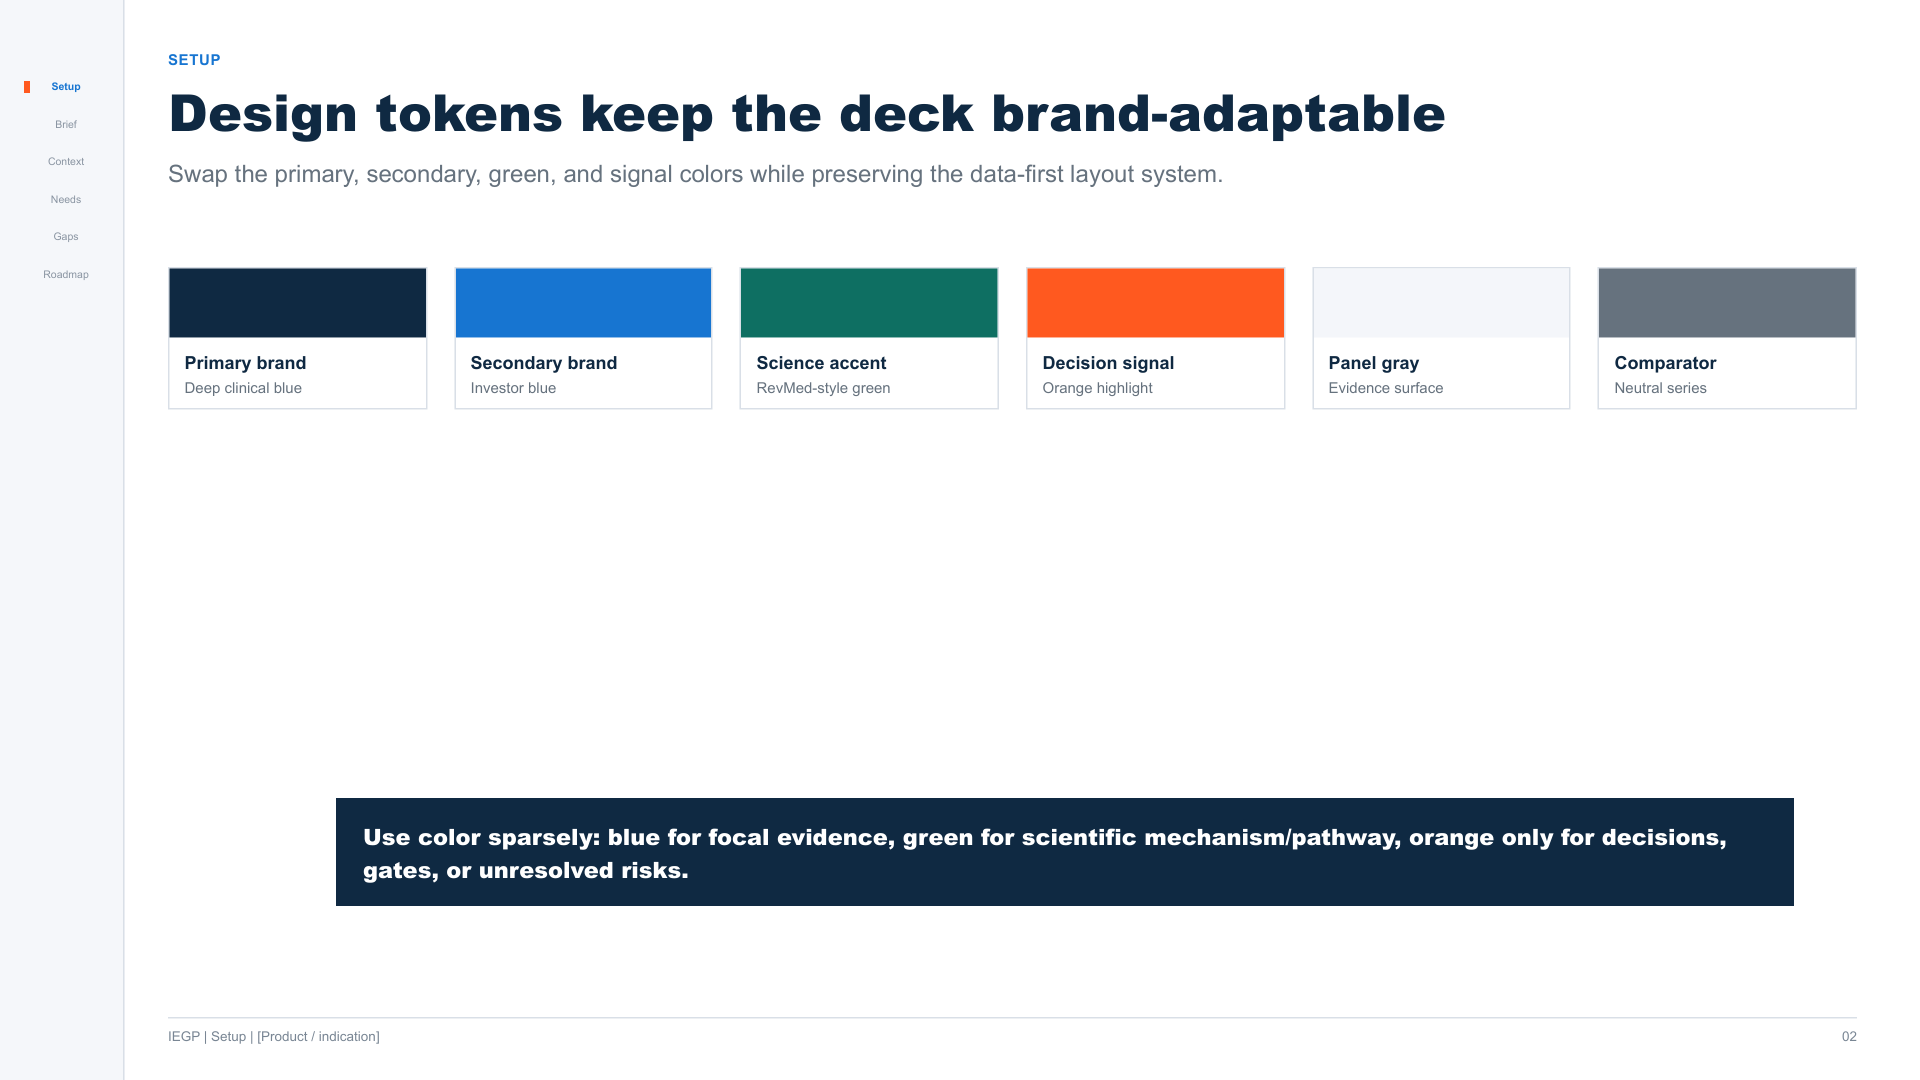 SETUP
Design tokens keep the deck brand-adaptable
Swap the primary, secondary, green, and signal colors while preserving the data-first layout system.
Setup
Brief
Context
Needs
Gaps
Roadmap
Primary brand
Deep clinical blue
Secondary brand
Investor blue
Science accent
RevMed-style green
Decision signal
Orange highlight
Panel gray
Evidence surface
Comparator
Neutral series
Use color sparsely: blue for focal evidence, green for scientific mechanism/pathway, orange only for decisions,
gates, or unresolved risks.
IEGP | Setup | [Product / indication]
02